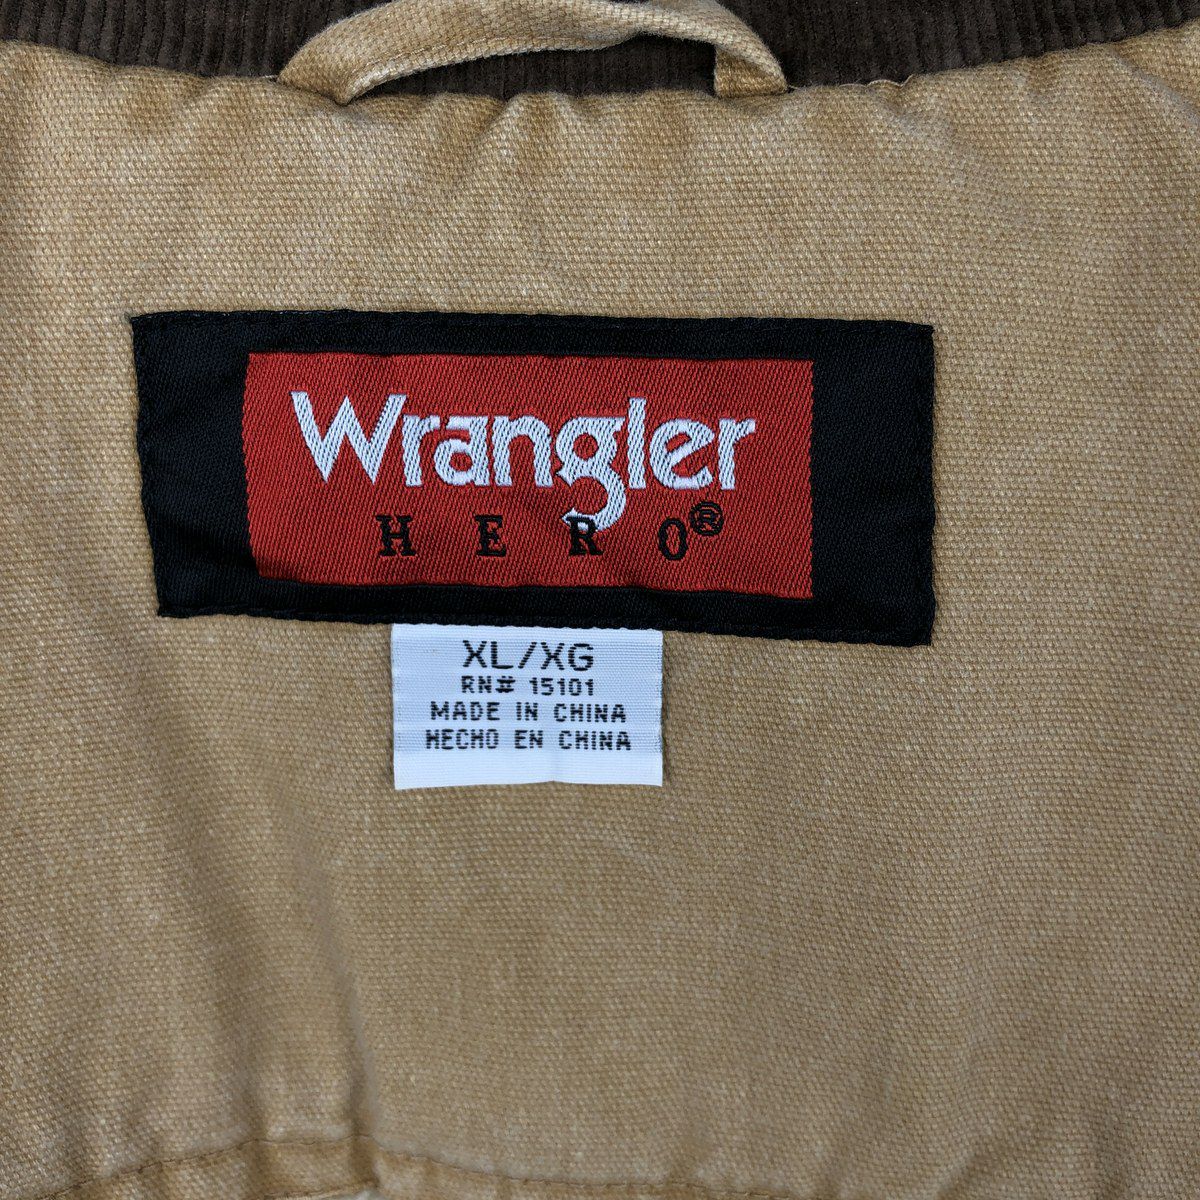 Wrangler
HERO®
XL/XG
RN# 15101
MADE IN CHINA
HECHO EN CHINA